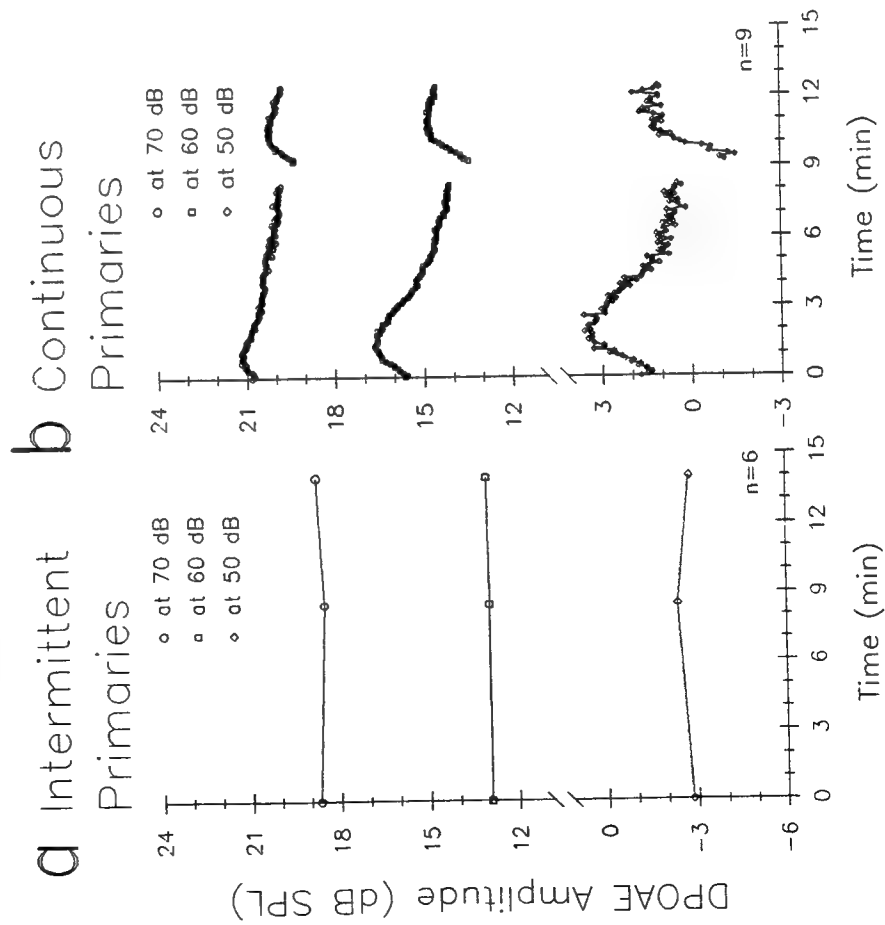 a Intermittent
Primaries
○ at 70 dB
□ at 60 dB
◇ at 50 dB
DPOAE Amplitude (dB SPL)
24
21
18
15
12
0
-3
-6
0 3 6 9 12 15
n=6
Time (min)
b Continuous
Primaries
○ at 70 dB
□ at 60 dB
◇ at 50 dB
24
21
18
15
12
3
0
-3
0 3 6 9 12 15
n=9
Time (min)